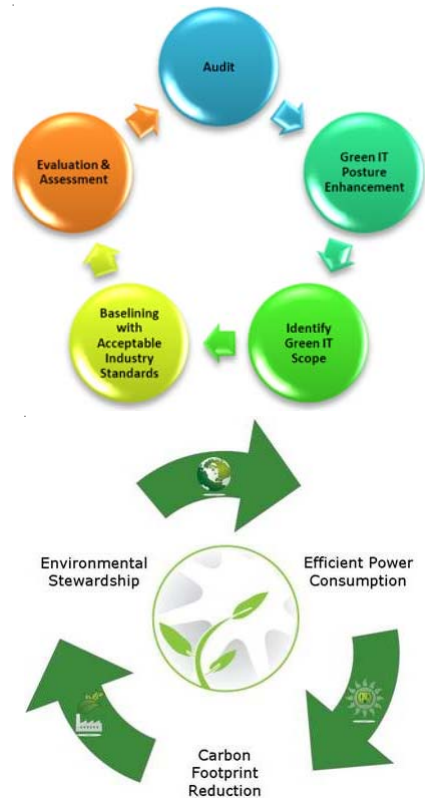 Audit
Green IT
Posture
Enhancement
Identify
Green IT
Scope
Baselining
with
Acceptable
Industry
Standards
Evaluation &
Assessment
Environmental
Stewardship
Efficient Power
Consumption
Carbon
Footprint
Reduction